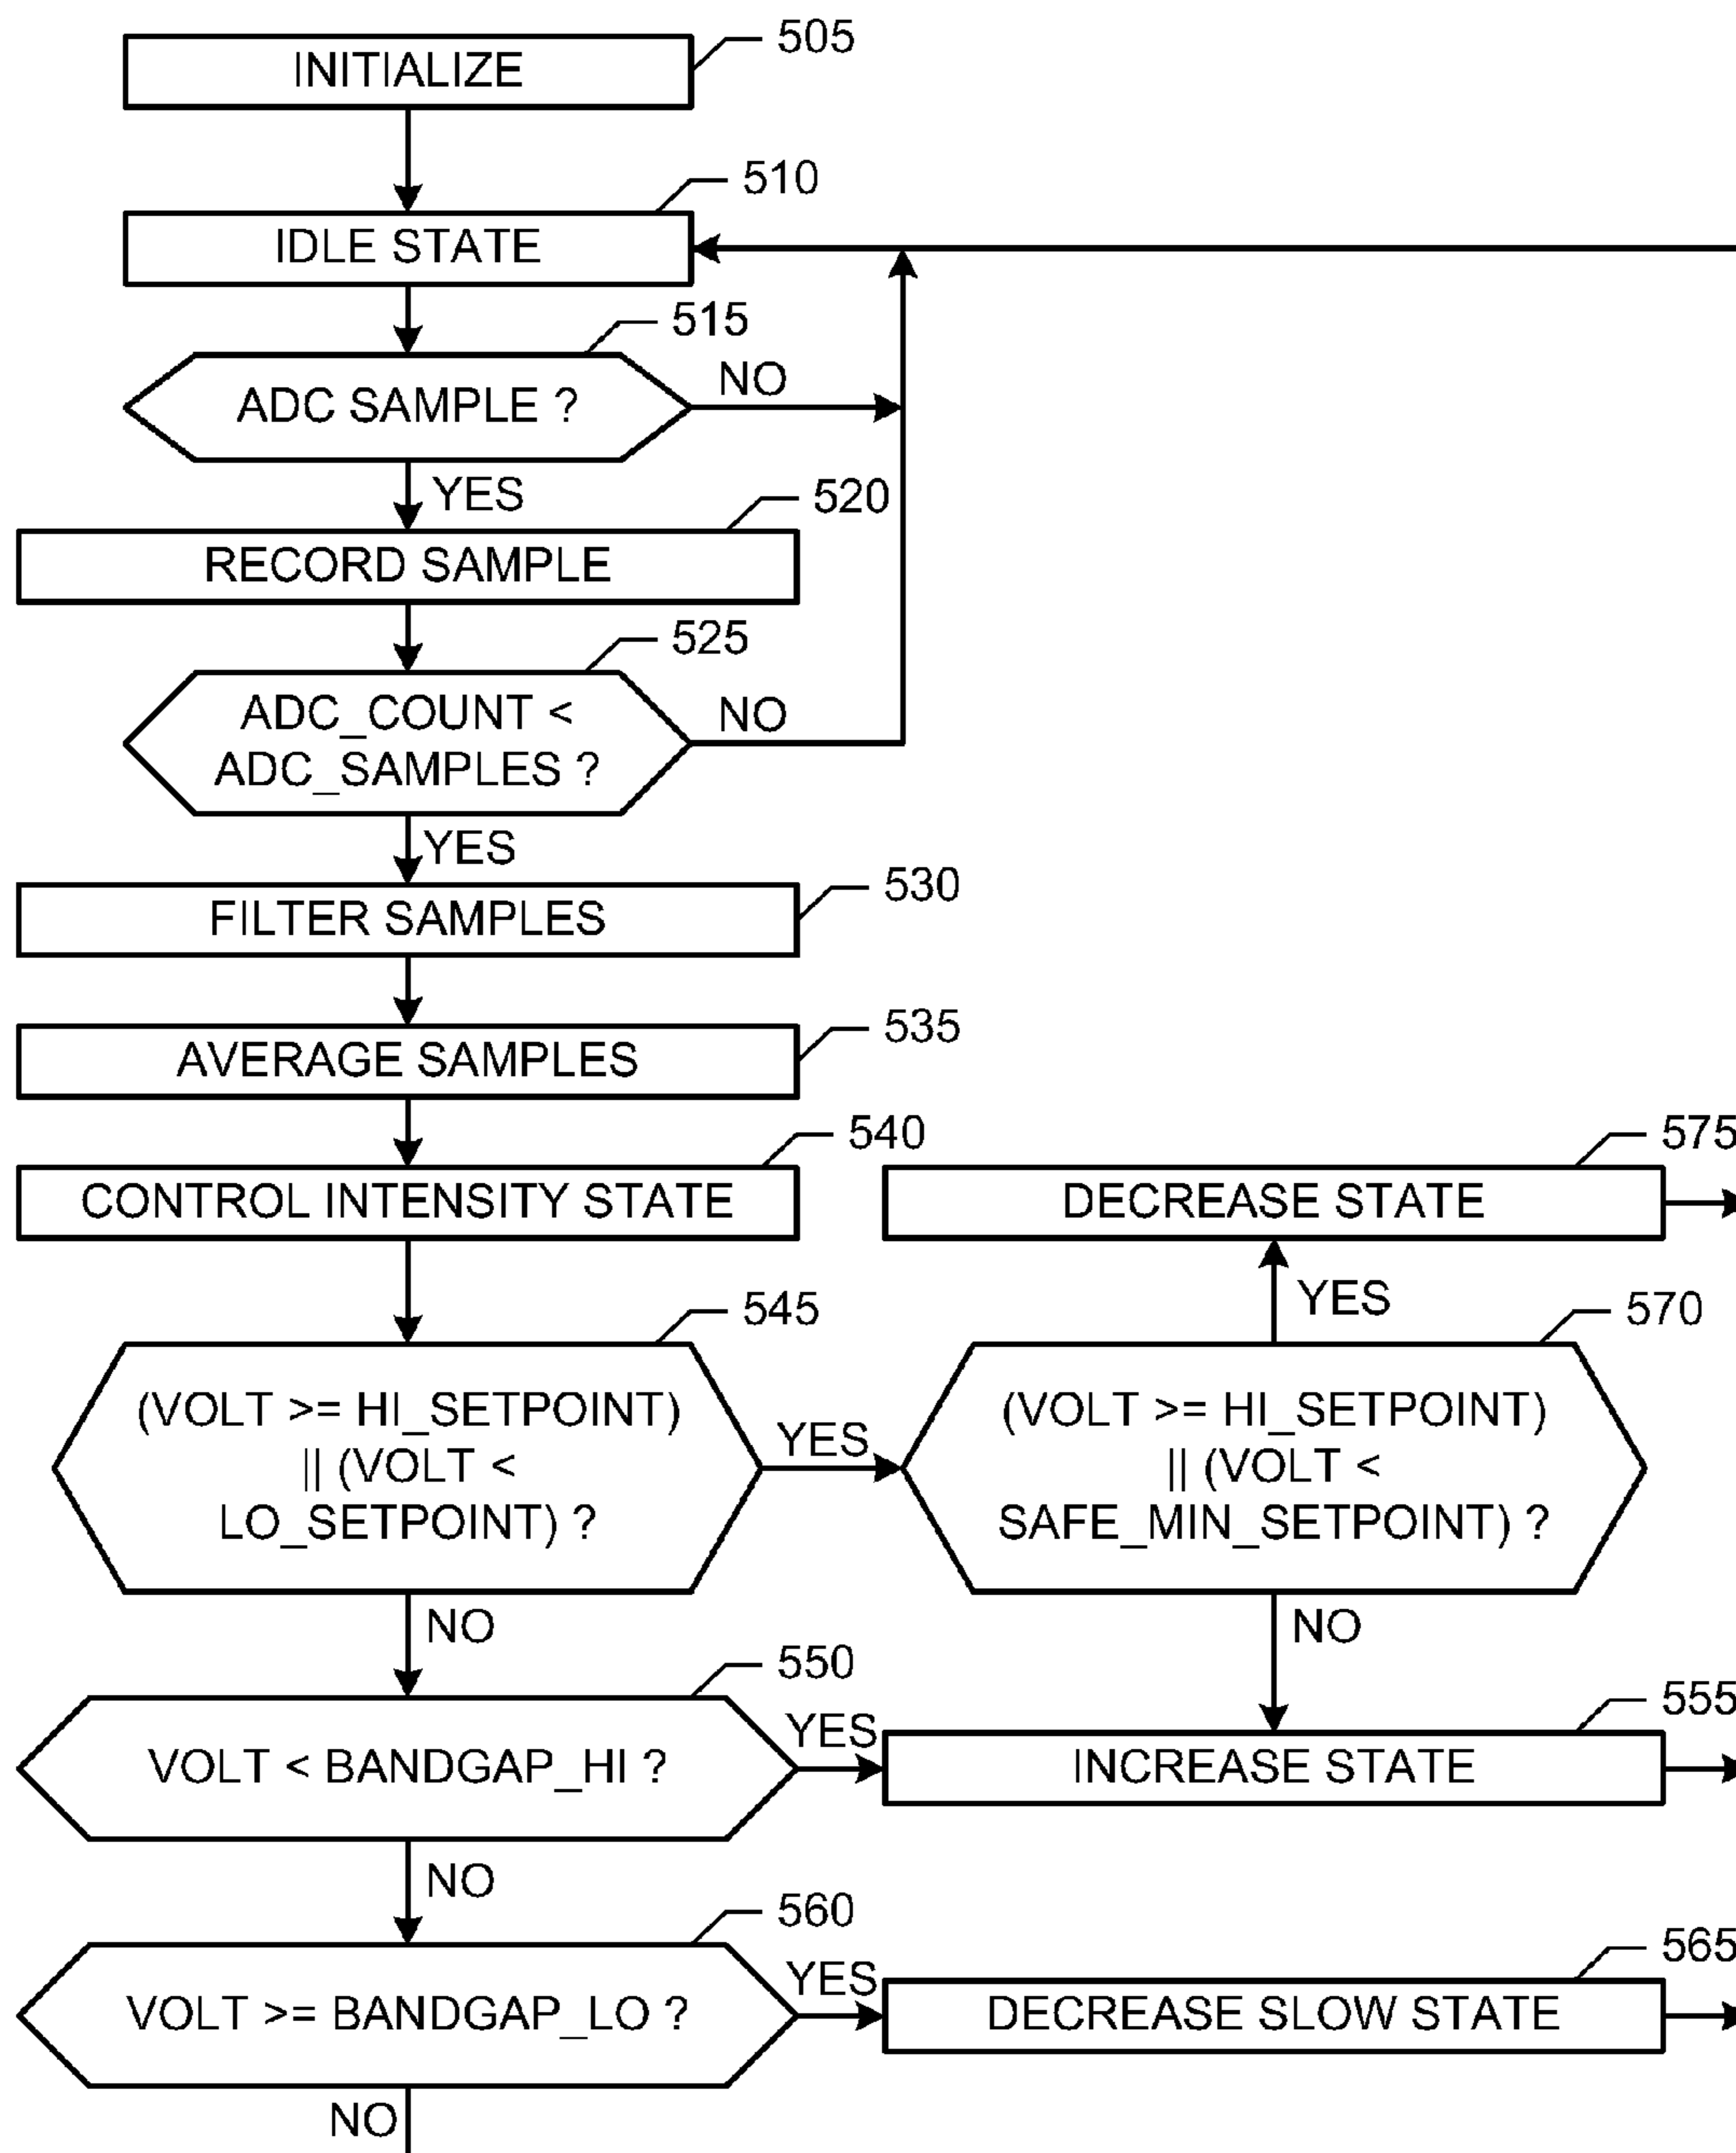 505
INITIALIZE
510
IDLE STATE
515
ADC SAMPLE ?
NO
YES
520
RECORD SAMPLE
525
ADC_COUNT <
ADC_SAMPLES ?
NO
YES
530
FILTER SAMPLES
535
AVERAGE SAMPLES
540
CONTROL INTENSITY STATE
575
DECREASE STATE
YES
545
(VOLT >= HI_SETPOINT)
|| (VOLT <
LO_SETPOINT) ?
YES
570
(VOLT >= HI_SETPOINT)
|| (VOLT <
SAFE_MIN_SETPOINT) ?
NO
NO
550
VOLT < BANDGAP_HI ?
YES
555
INCREASE STATE
NO
560
VOLT >= BANDGAP_LO ?
YES
565
DECREASE SLOW STATE
NO